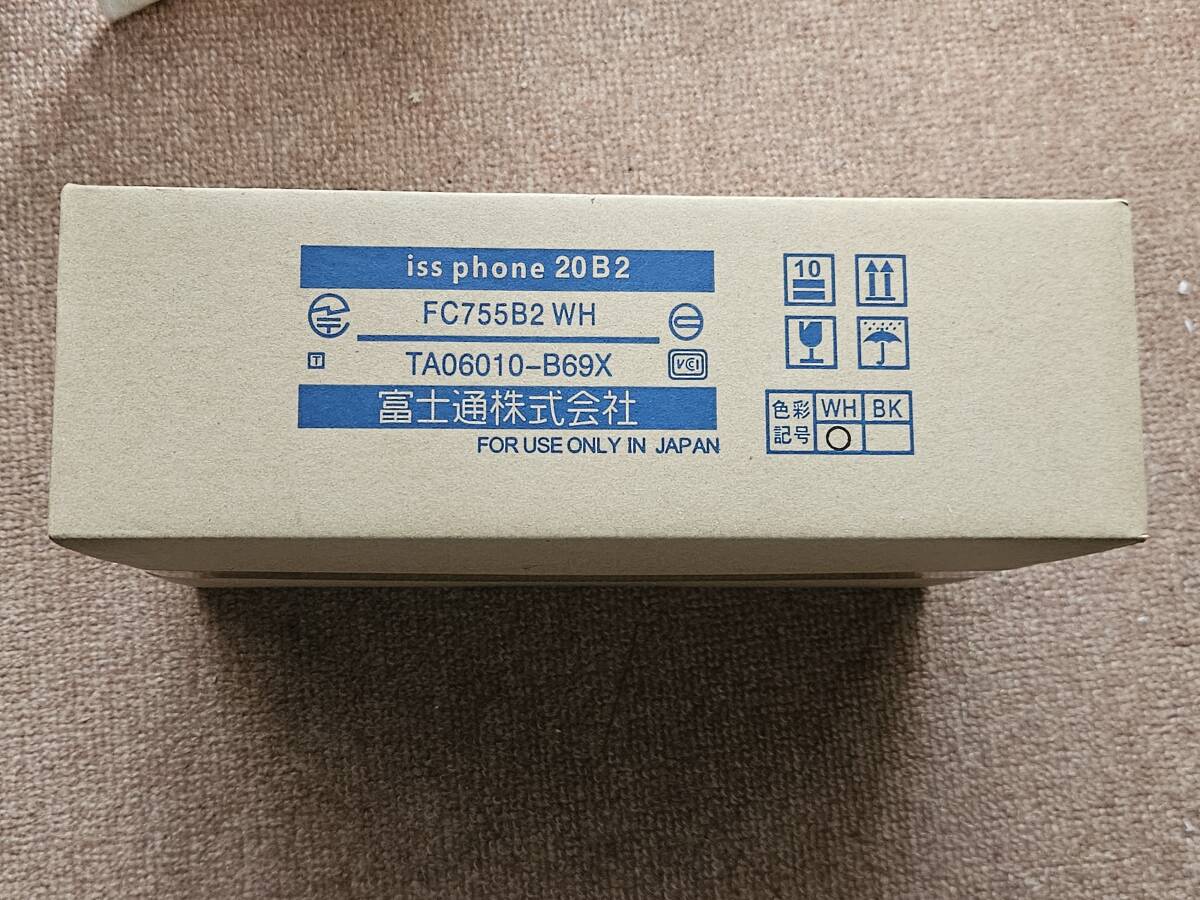 iss phone 20B2
FC755B2 WH
T
TA06010-B69X
VCCI
富士通株式会社
FOR USE ONLY IN JAPAN
10
色彩 WH BK
記号 ○